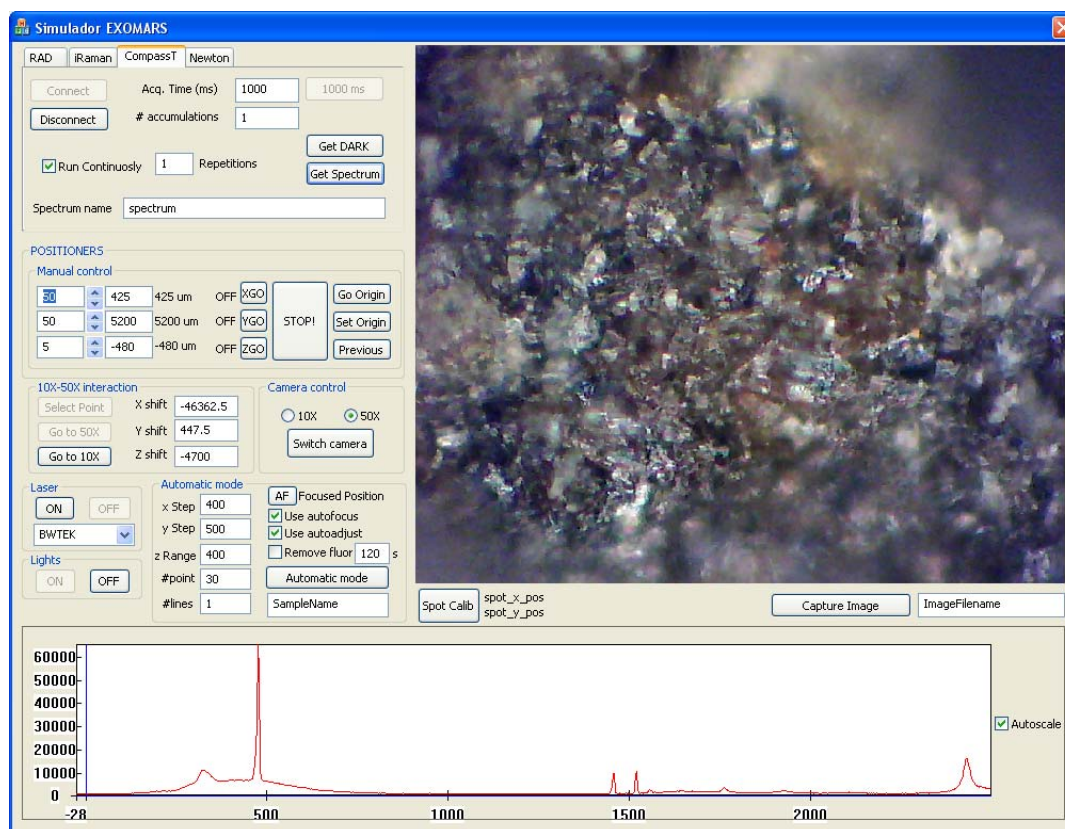 Simulador EXOMARS
RAD iRaman CompassT Newton
Connect Acq. Time (ms) 1000 1000 ms
Disconnect # accumulations 1
Get DARK
Run Continuosly 1 Repetitions
Get Spectrum
Spectrum name spectrum
POSITIONERS
Manual control
50 425 425 um OFF XGO Go Origin
50 5200 5200 um OFF YGO STOP! Set Origin
5 -480 -480 um OFF ZGO Previous
10X-50X interaction Camera control
Select Point X shift -46362.5 10X 50X
Go to 50X Y shift 447.5 Switch camera
Go to 10X Z shift -4700
Laser Automatic mode
ON OFF x Step 400 AF Focused Position
Use autofocus
BWTEK y Step 500 Use autoadjust
Lights z Range 400 Remove fluor 120 s
ON OFF #point 30 Automatic mode
#lines 1 SampleName
Spot Calib spot_x_pos
spot_y_pos
Capture Image ImageFilename
60000
50000
40000
30000
20000
10000
0
Autoscale
-28 500 1000 1500 2000